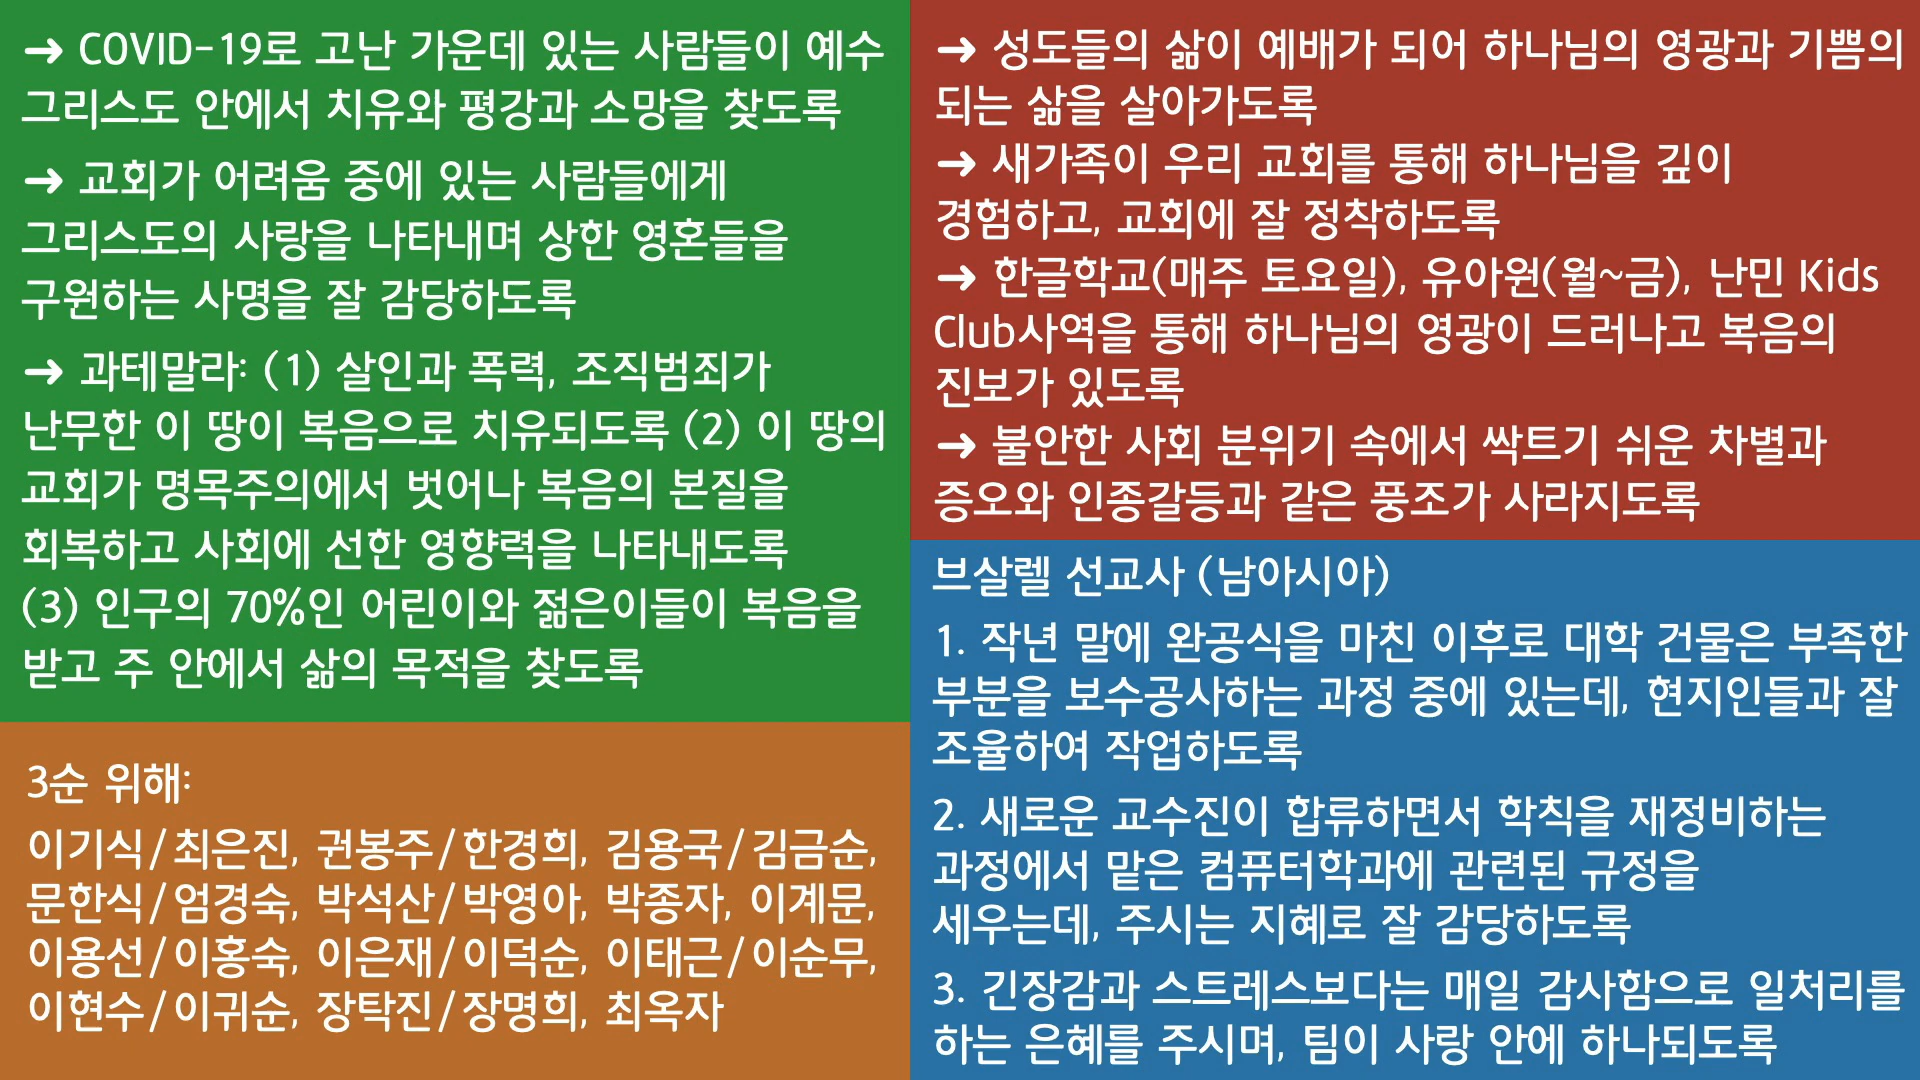 → COVID-19로 고난 가운데 있는 사람들이 예수
그리스도 안에서 치유와 평강과 소망을 찾도록
→ 교회가 어려움 중에 있는 사람들에게
그리스도의 사랑을 나타내며 상한 영혼들을
구원하는 사명을 잘 감당하도록
→ 과테말라: (1) 살인과 폭력, 조직범죄가
난무한 이 땅이 복음으로 치유되도록 (2) 이 땅의
교회가 명목주의에서 벗어나 복음의 본질을
회복하고 사회에 선한 영향력을 나타내도록
(3) 인구의 70%인 어린이와 젊은이들이 복음을
받고 주 안에서 삶의 목적을 찾도록
3순 위해:
이기식/최은진, 권봉주/한경희, 김용국/김금순,
문한식/엄경숙, 박석산/박영아, 박종자, 이계문,
이용선/이홍숙, 이은재/이덕순, 이태근/이순무,
이현수/이귀순, 장탁진/장명희, 최옥자
→ 성도들의 삶이 예배가 되어 하나님의 영광과 기쁨의
되는 삶을 살아가도록
→ 새가족이 우리 교회를 통해 하나님을 깊이
경험하고, 교회에 잘 정착하도록
→ 한글학교(매주 토요일), 유아원(월~금), 난민 Kids
Club사역을 통해 하나님의 영광이 드러나고 복음의
진보가 있도록
→ 불안한 사회 분위기 속에서 싹트기 쉬운 차별과
증오와 인종갈등과 같은 풍조가 사라지도록
브살렐 선교사 (남아시아)
1. 작년 말에 완공식을 마친 이후로 대학 건물은 부족한
부분을 보수공사하는 과정 중에 있는데, 현지인들과 잘
조율하여 작업하도록
2. 새로운 교수진이 합류하면서 학칙을 재정비하는
과정에서 맡은 컴퓨터학과에 관련된 규정을
세우는데, 주시는 지혜로 잘 감당하도록
3. 긴장감과 스트레스보다는 매일 감사함으로 일처리를
하는 은혜를 주시며, 팀이 사랑 안에 하나되도록